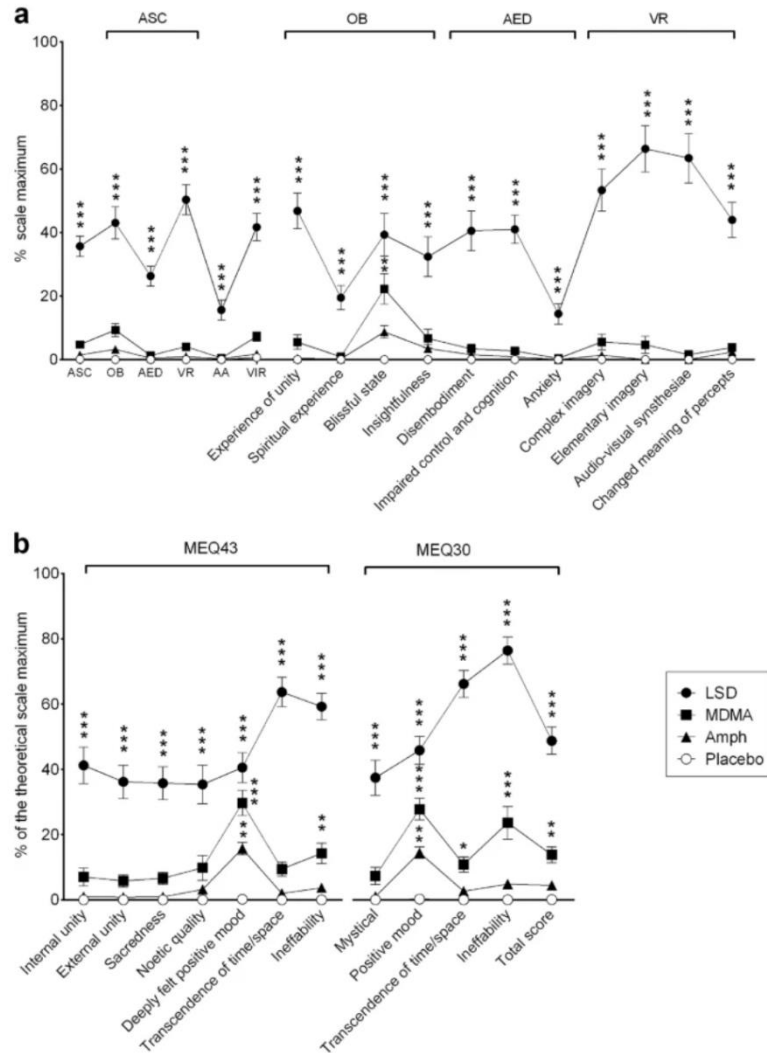 a
ASC OB AED VR
100
80
60
40
20
0
% scale maximum
*** *** *** *** *** *** *** *** *** *** *** *** *** *** *** *** ***
**
ASC OB AED VR AA VIR
Experience of unity
Spiritual experience
Blissful state
Insightfulness
Disembodiment
Impaired control and cognition
Anxiety
Complex imagery
Elementary imagery
Audio-visual synthesiae
Changed meaning of percepts
b
MEQ43 MEQ30
100
80
60
40
20
0
% of the theoretical scale maximum
*** *** *** *** *** *** *** *** *** *** *** ***
*** ** *** *** * **
** **
Internal unity
External unity
Sacredness
Noetic quality
Deeply felt positive mood
Transcendence of time/space
Ineffability
Mystical
Positive mood
Transcendence of time/space
Ineffability
Total score
LSD
MDMA
Amph
Placebo